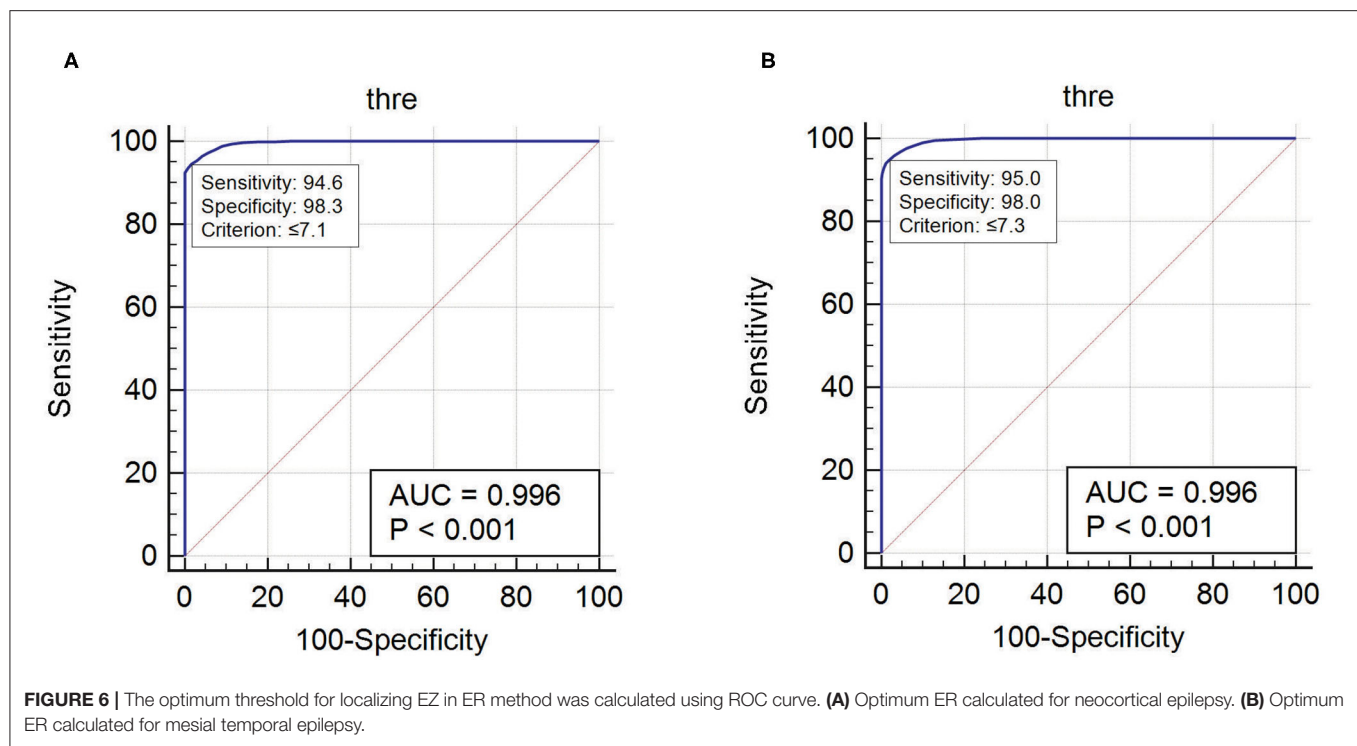 A
thre
100
80
60
40
20
0
Sensitivity
Sensitivity: 94.6
Specificity: 98.3
Criterion: ≤7.1
AUC = 0.996
P < 0.001
0 20 40 60 80 100
100-Specificity
B
thre
100
80
60
40
20
0
Sensitivity
Sensitivity: 95.0
Specificity: 98.0
Criterion: ≤7.3
AUC = 0.996
P < 0.001
0 20 40 60 80 100
100-Specificity
FIGURE 6 | The optimum threshold for localizing EZ in ER method was calculated using ROC curve. (A) Optimum ER calculated for neocortical epilepsy. (B) Optimum
ER calculated for mesial temporal epilepsy.